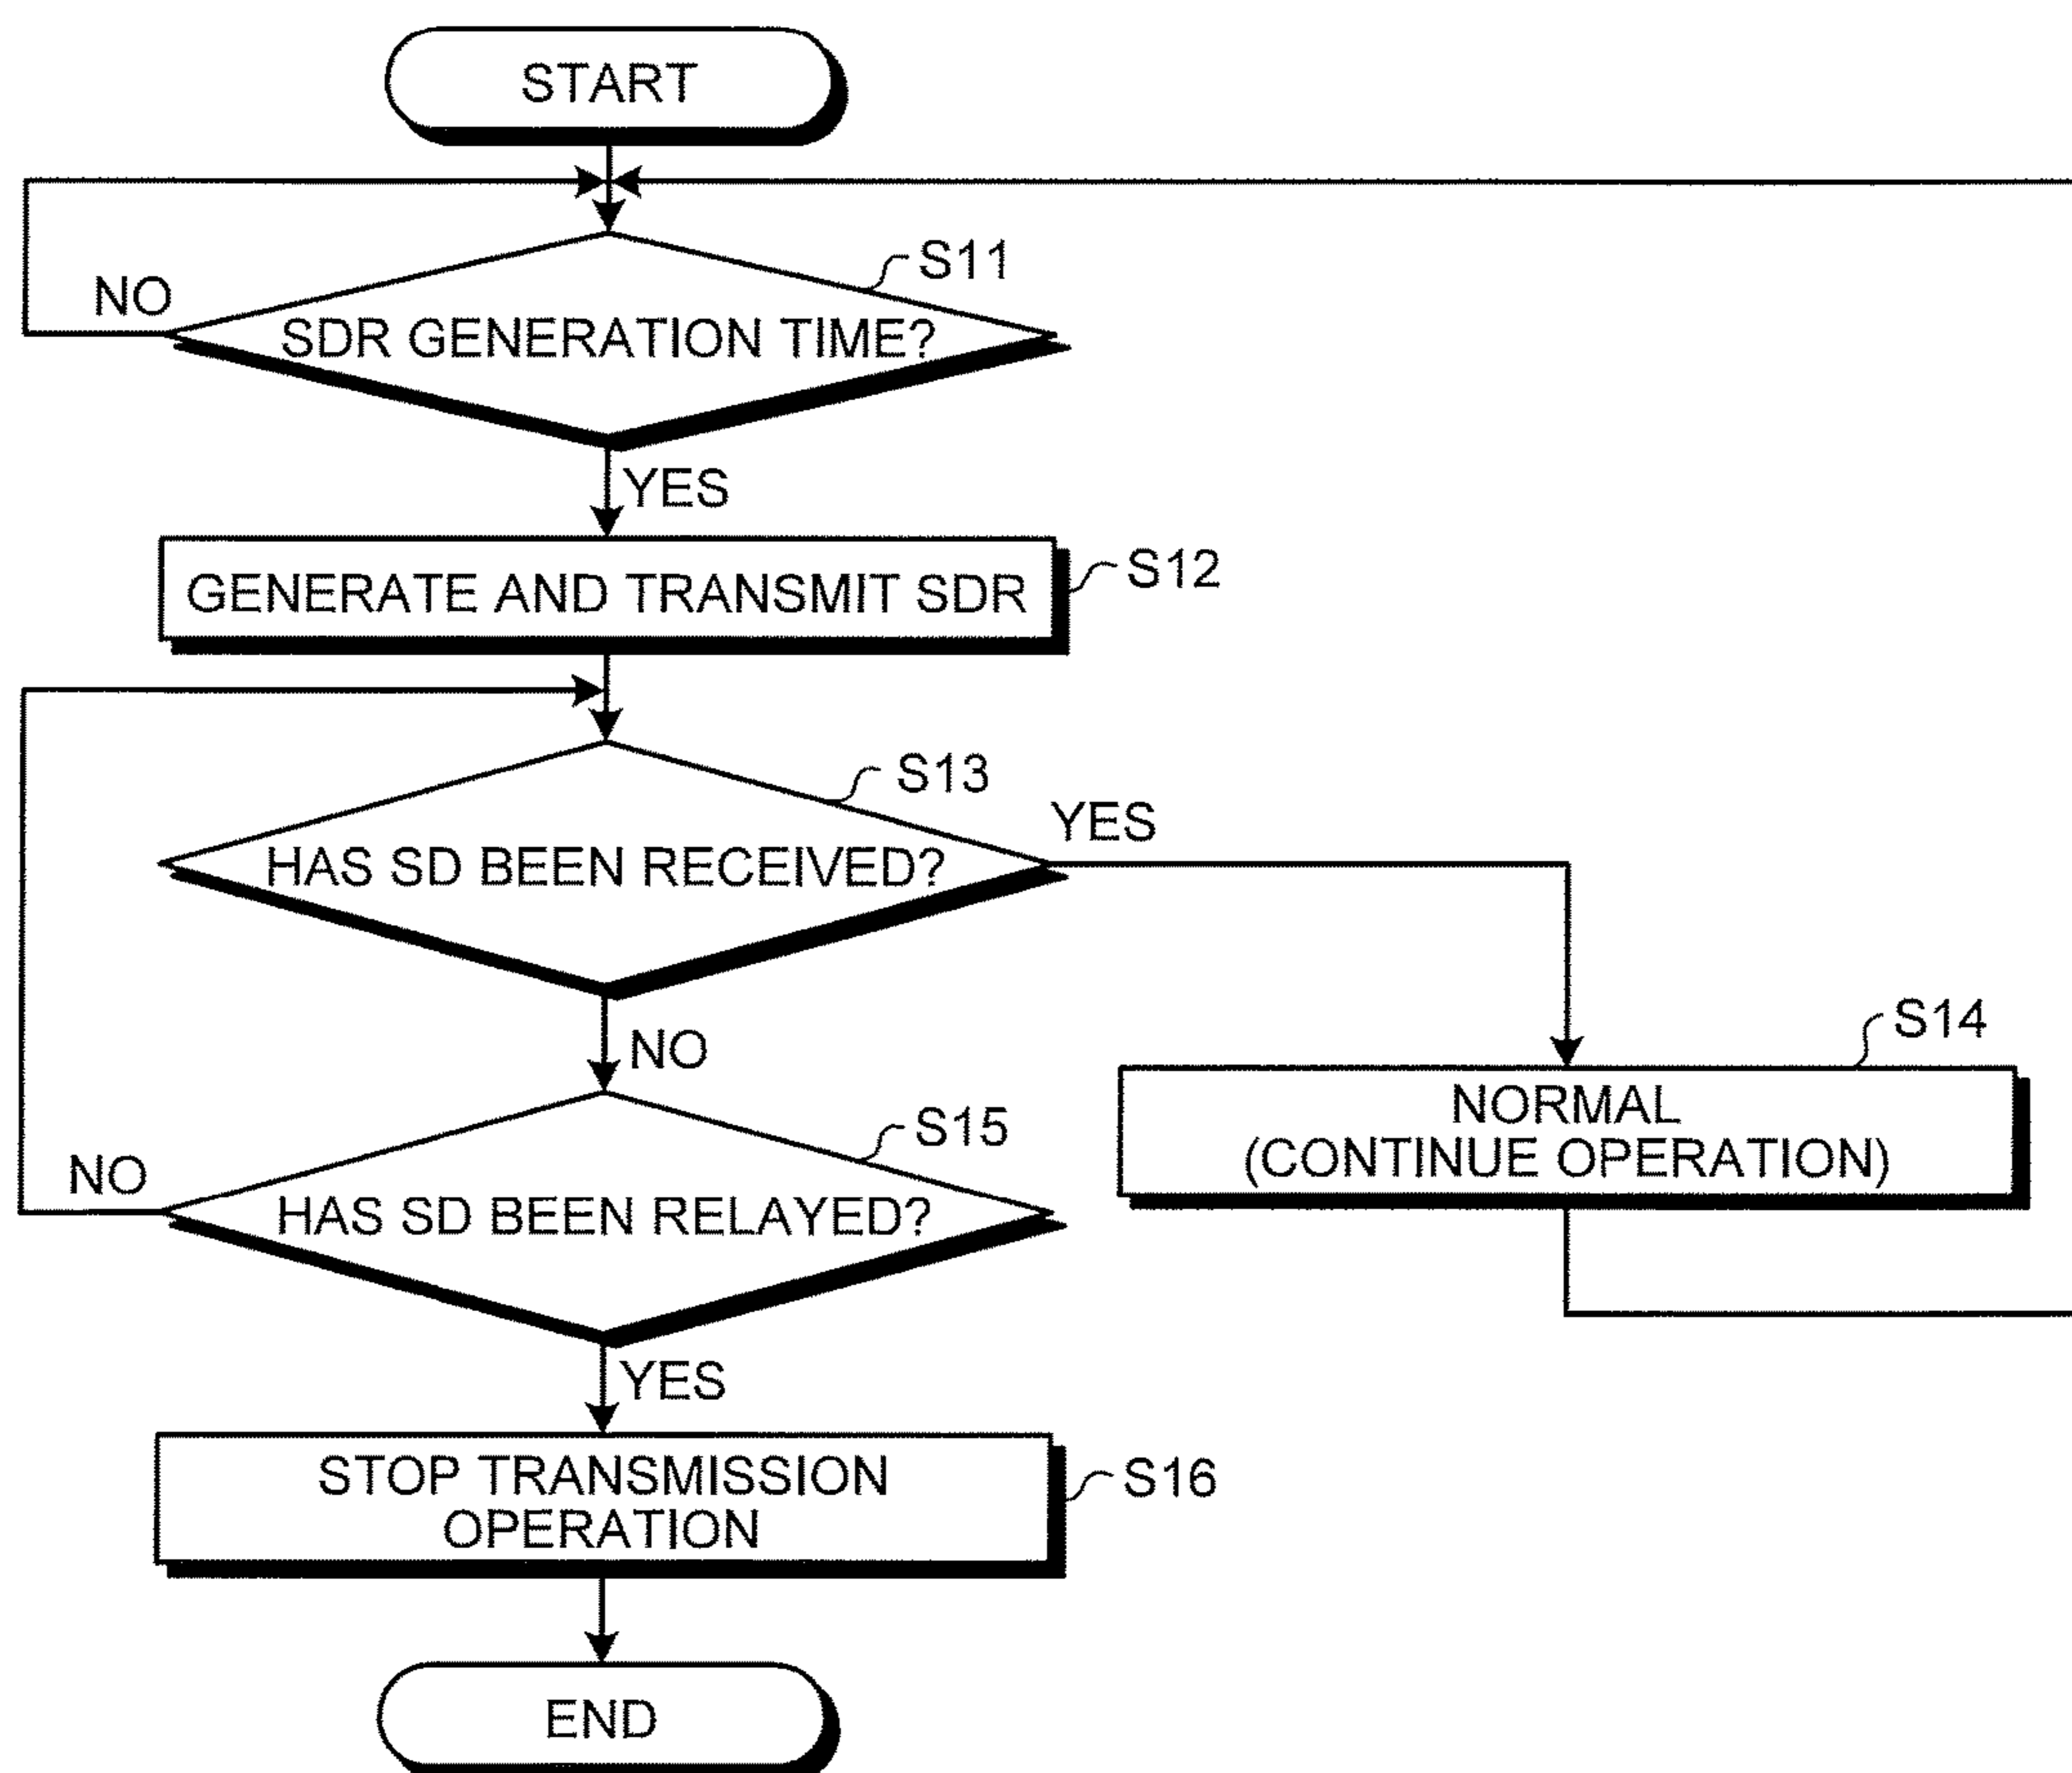 START
S11
NO
SDR GENERATION TIME?
YES
GENERATE AND TRANSMIT SDR
S12
S13
YES
HAS SD BEEN RECEIVED?
NO
S14
NORMAL
(CONTINUE OPERATION)
S15
NO
HAS SD BEEN RELAYED?
YES
STOP TRANSMISSION
OPERATION
S16
END